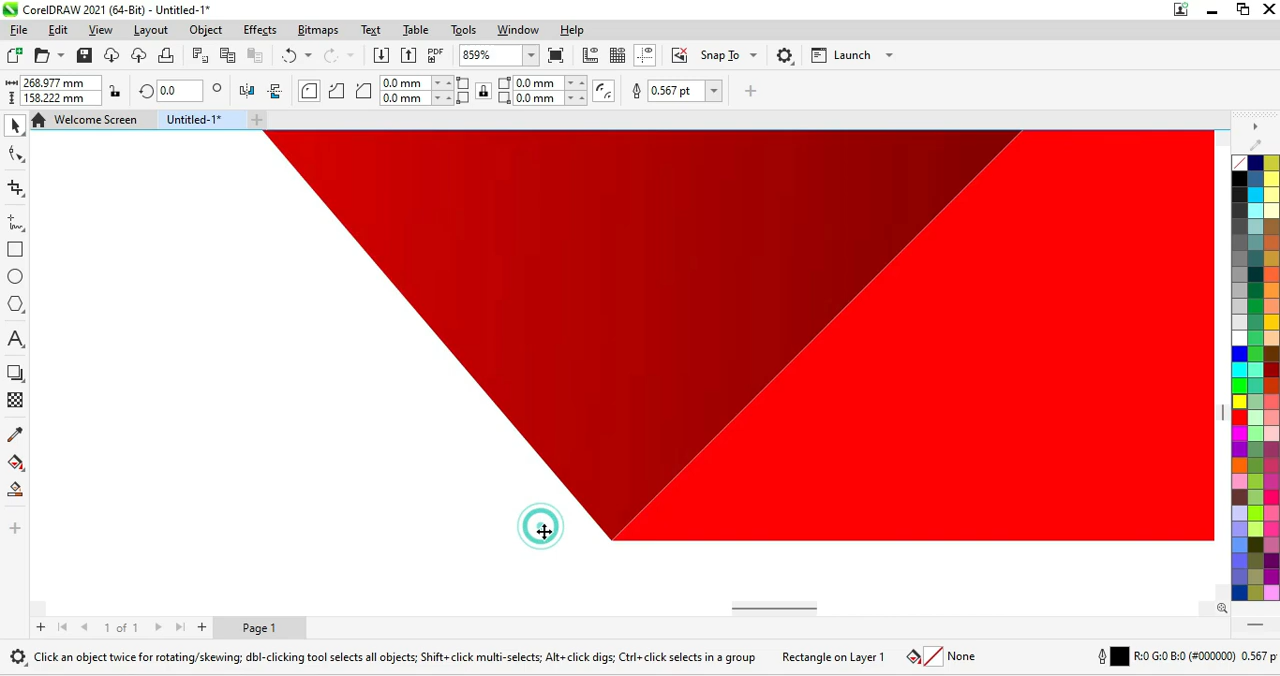 CorelDRAW 2021 (64-Bit) - Untitled-1*
File Edit View Layout Object Effects Bitmaps Text Table Tools Window Help
PDF 859% Snap To Launch
268.977 mm 0.0 0.0 mm 0.0 mm 0.567 pt
158.222 mm 0.0 mm 0.0 mm
Welcome Screen Untitled-1*
1 of 1 Page 1
Click an object twice for rotating/skewing; dbl-clicking tool selects all objects; Shift+click multi-selects; Alt+click digs; Ctrl+click selects in a group Rectangle on Layer 1 None R:0 G:0 B:0 (#000000) 0.567 p